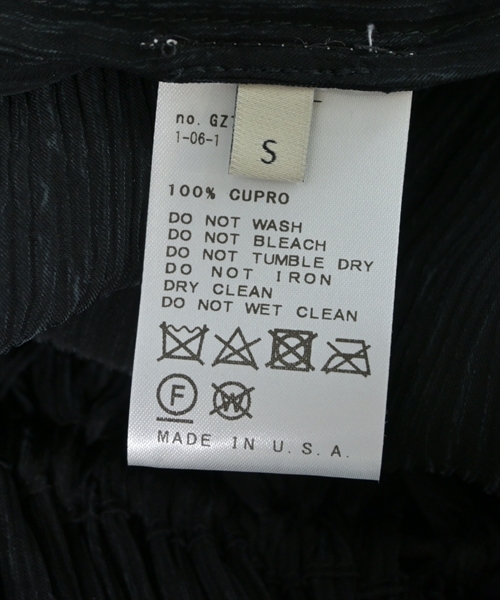 no.
1-06-1
S
100% CUPRO
DO NOT WASH
DO NOT BLEACH
DO NOT TUMBLE DRY
DO NOT IRON
DRY CLEAN
DO NOT WET CLEAN
F W
MADE IN U.S.A.